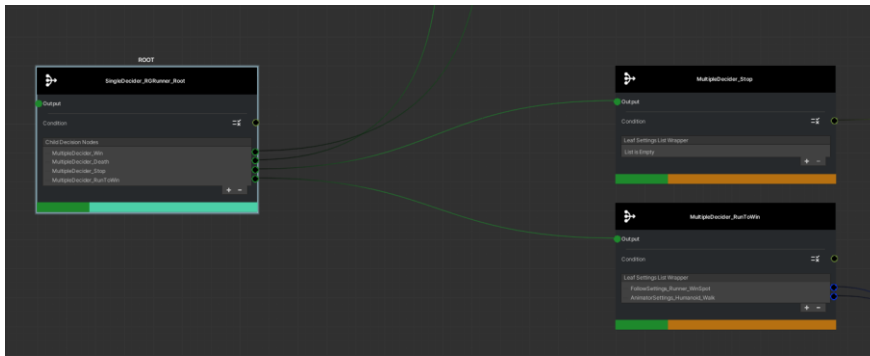 ROOT
SingleDecider_RGRunner_Root
Output
Condition
Child Decision Nodes
MultipleDecider_Win
MultipleDecider_Death
MultipleDecider_Stop
MultipleDecider_RunToWin
+ -
MultipleDecider_Stop
Output
Condition
Leaf Settings List Wrapper
List is Empty
+ -
MultipleDecider_RunToWin
Output
Condition
Leaf Settings List Wrapper
FollowSettings_Runner_WinSpot
AnimatorSettings_Humanoid_Walk
+ -